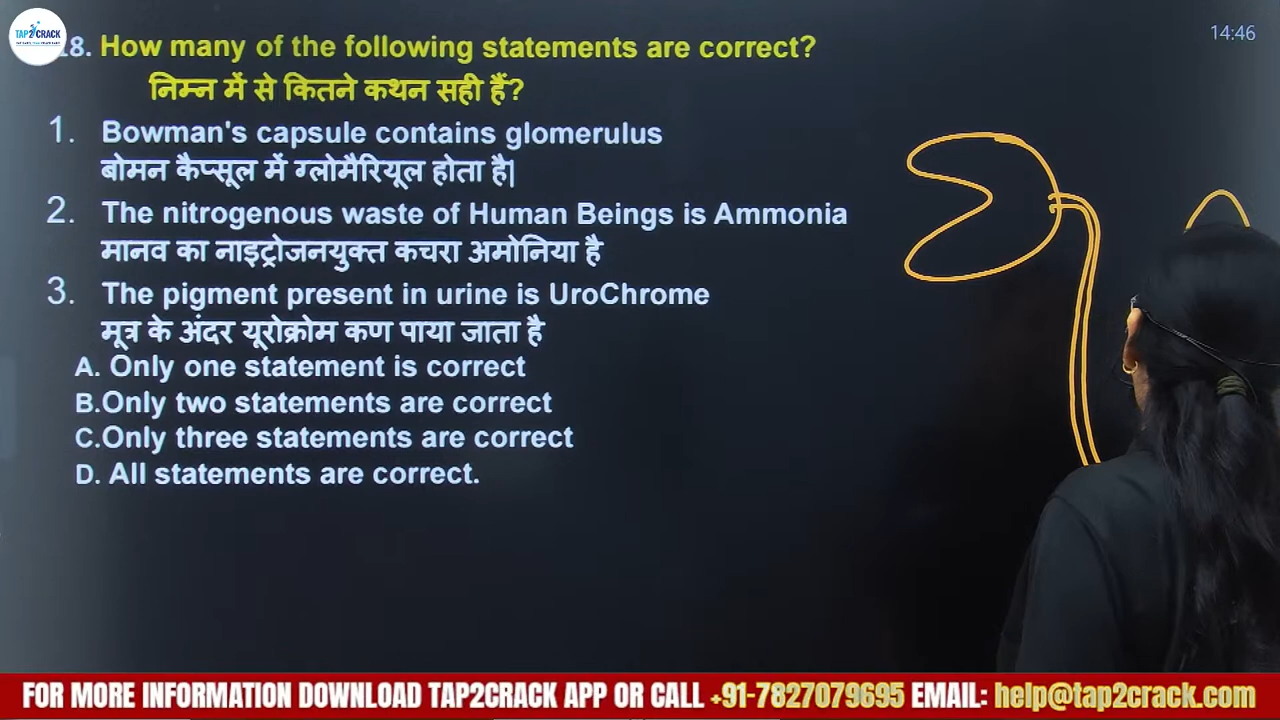 TAP2CRACK
14:46
18. How many of the following statements are correct?
निम्न में से कितने कथन सही हैं?
1. Bowman's capsule contains glomerulus
बोमन कैप्सूल में ग्लोमैरियूल होता है|
2. The nitrogenous waste of Human Beings is Ammonia
मानव का नाइट्रोजनयुक्त कचरा अमोनिया है
3. The pigment present in urine is UroChrome
मूत्र के अंदर यूरोक्रोम कण पाया जाता है
A. Only one statement is correct
B.Only two statements are correct
C.Only three statements are correct
D. All statements are correct.
FOR MORE INFORMATION DOWNLOAD TAP2CRACK APP OR CALL +91-7827079695 EMAIL: help@tap2crack.com